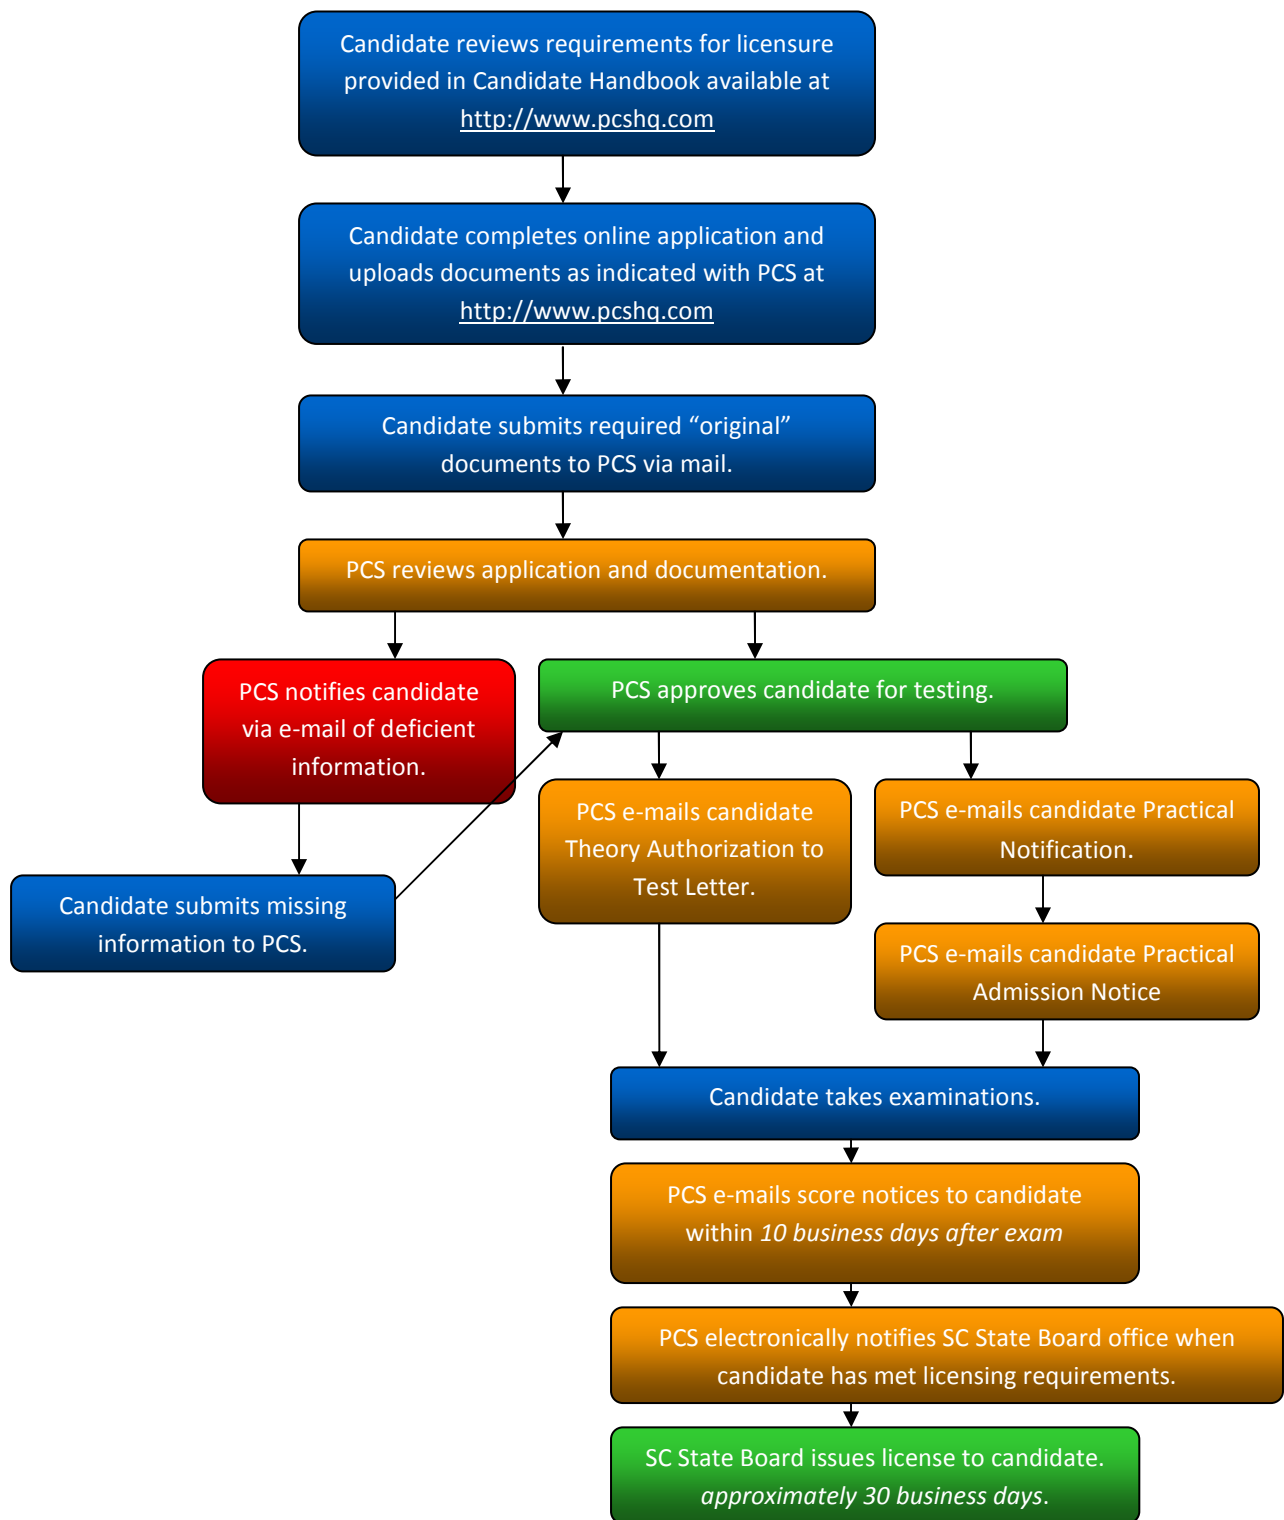 Candidate reviews requirements for licensure
provided in Candidate Handbook available at
http://www.pcshq.com
Candidate completes online application and
uploads documents as indicated with PCS at
http://www.pcshq.com
Candidate submits required “original”
documents to PCS via mail.
PCS reviews application and documentation.
PCS notifies candidate
via e-mail of deficient
information.
PCS approves candidate for testing.
Candidate submits missing
information to PCS.
PCS e-mails candidate
Theory Authorization to
Test Letter.
PCS e-mails candidate Practical
Notification.
PCS e-mails candidate Practical
Admission Notice
Candidate takes examinations.
PCS e-mails score notices to candidate
within 10 business days after exam
PCS electronically notifies SC State Board office when
candidate has met licensing requirements.
SC State Board issues license to candidate.
approximately 30 business days.